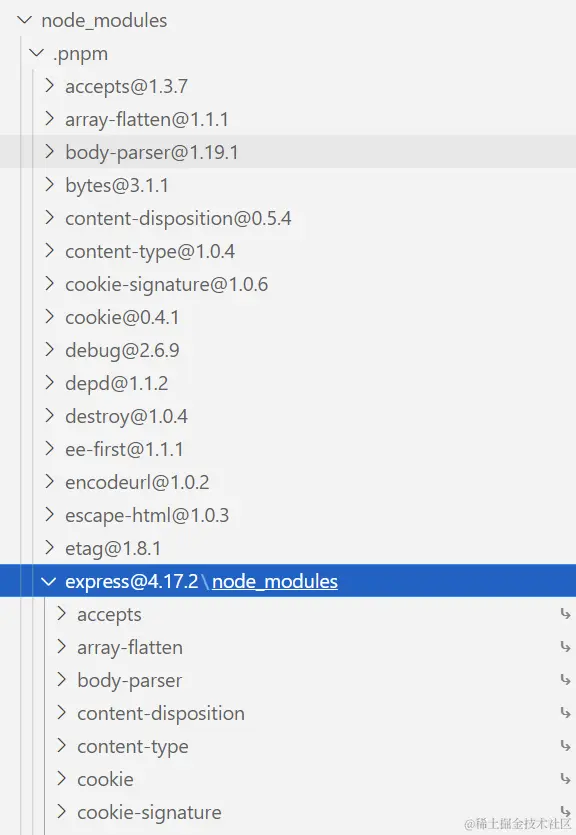 node_modules
.pnpm
accepts@1.3.7
array-flatten@1.1.1
body-parser@1.19.1
bytes@3.1.1
content-disposition@0.5.4
content-type@1.0.4
cookie-signature@1.0.6
cookie@0.4.1
debug@2.6.9
depd@1.1.2
destroy@1.0.4
ee-first@1.1.1
encodeurl@1.0.2
escape-html@1.0.3
etag@1.8.1
express@4.17.2\node_modules
accepts
array-flatten
body-parser
content-disposition
content-type
cookie
cookie-signature
@稀土掘金技术社区